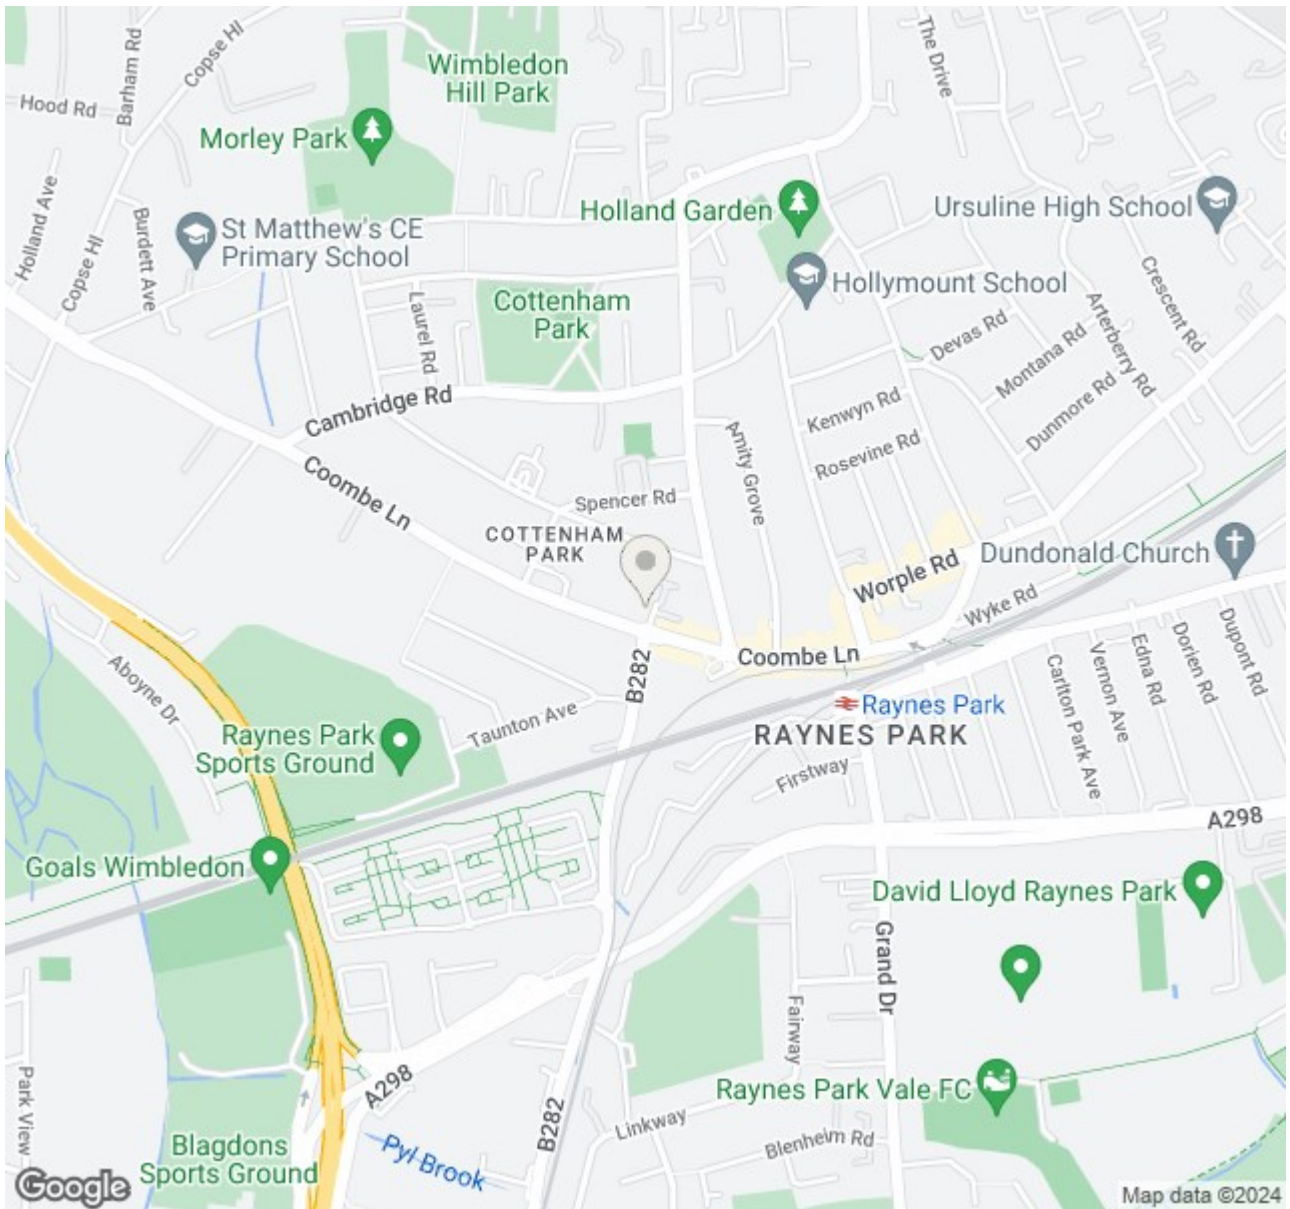 The Drive
Copse Hl
Barham Rd
Hood Rd
Wimbledon
Hill Park
Morley Park
Holland Ave
Burdett Ave
Copse Hl
St Matthew's CE
Primary School
Holland Garden
Ursuline High School
Hollymount School
Crescent Rd
Arterberry Rd
Cottenham
Park
Laurel Rd
Devas Rd
Montana Rd
Dunmore Rd
Cambridge Rd
Kenwyn Rd
Rosevine Rd
Amity Grove
Coombe Ln
Spencer Rd
COTTENHAM
PARK
Dundonald Church
Worple Rd
Wyke Rd
Coombe Ln
B282
Aboyne Dr
Taunton Ave
Raynes Park
Sports Ground
Raynes Park
RAYNES PARK
Firstway
Carlton Park Ave
Vernon Ave
Edna Rd
Dorien Rd
Dupont Rd
A298
Goals Wimbledon
David Lloyd Raynes Park
Grand Dr
Fairway
Park View
A298
B282
Raynes Park Vale FC
Linkway
Blenheim Rd
Blagdons
Sports Ground
Pyl Brook
Google
Map data ©2024